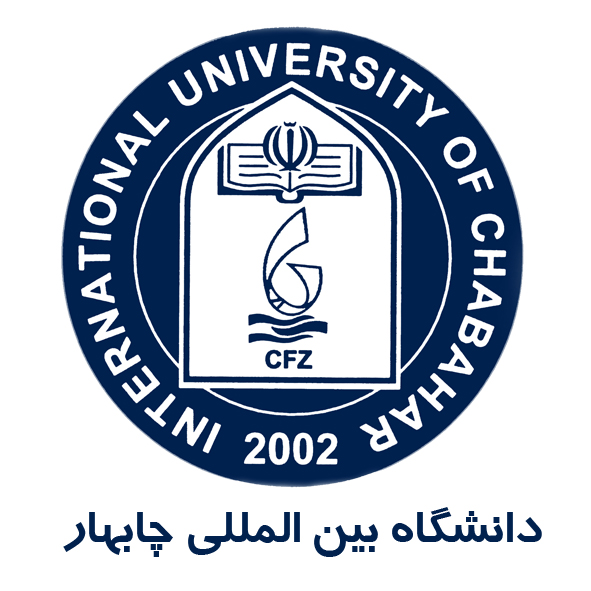 INTERNATIONAL UNIVERSITY OF CHABAHAR
CFZ
2002
دانشگاه بین المللی چابهار